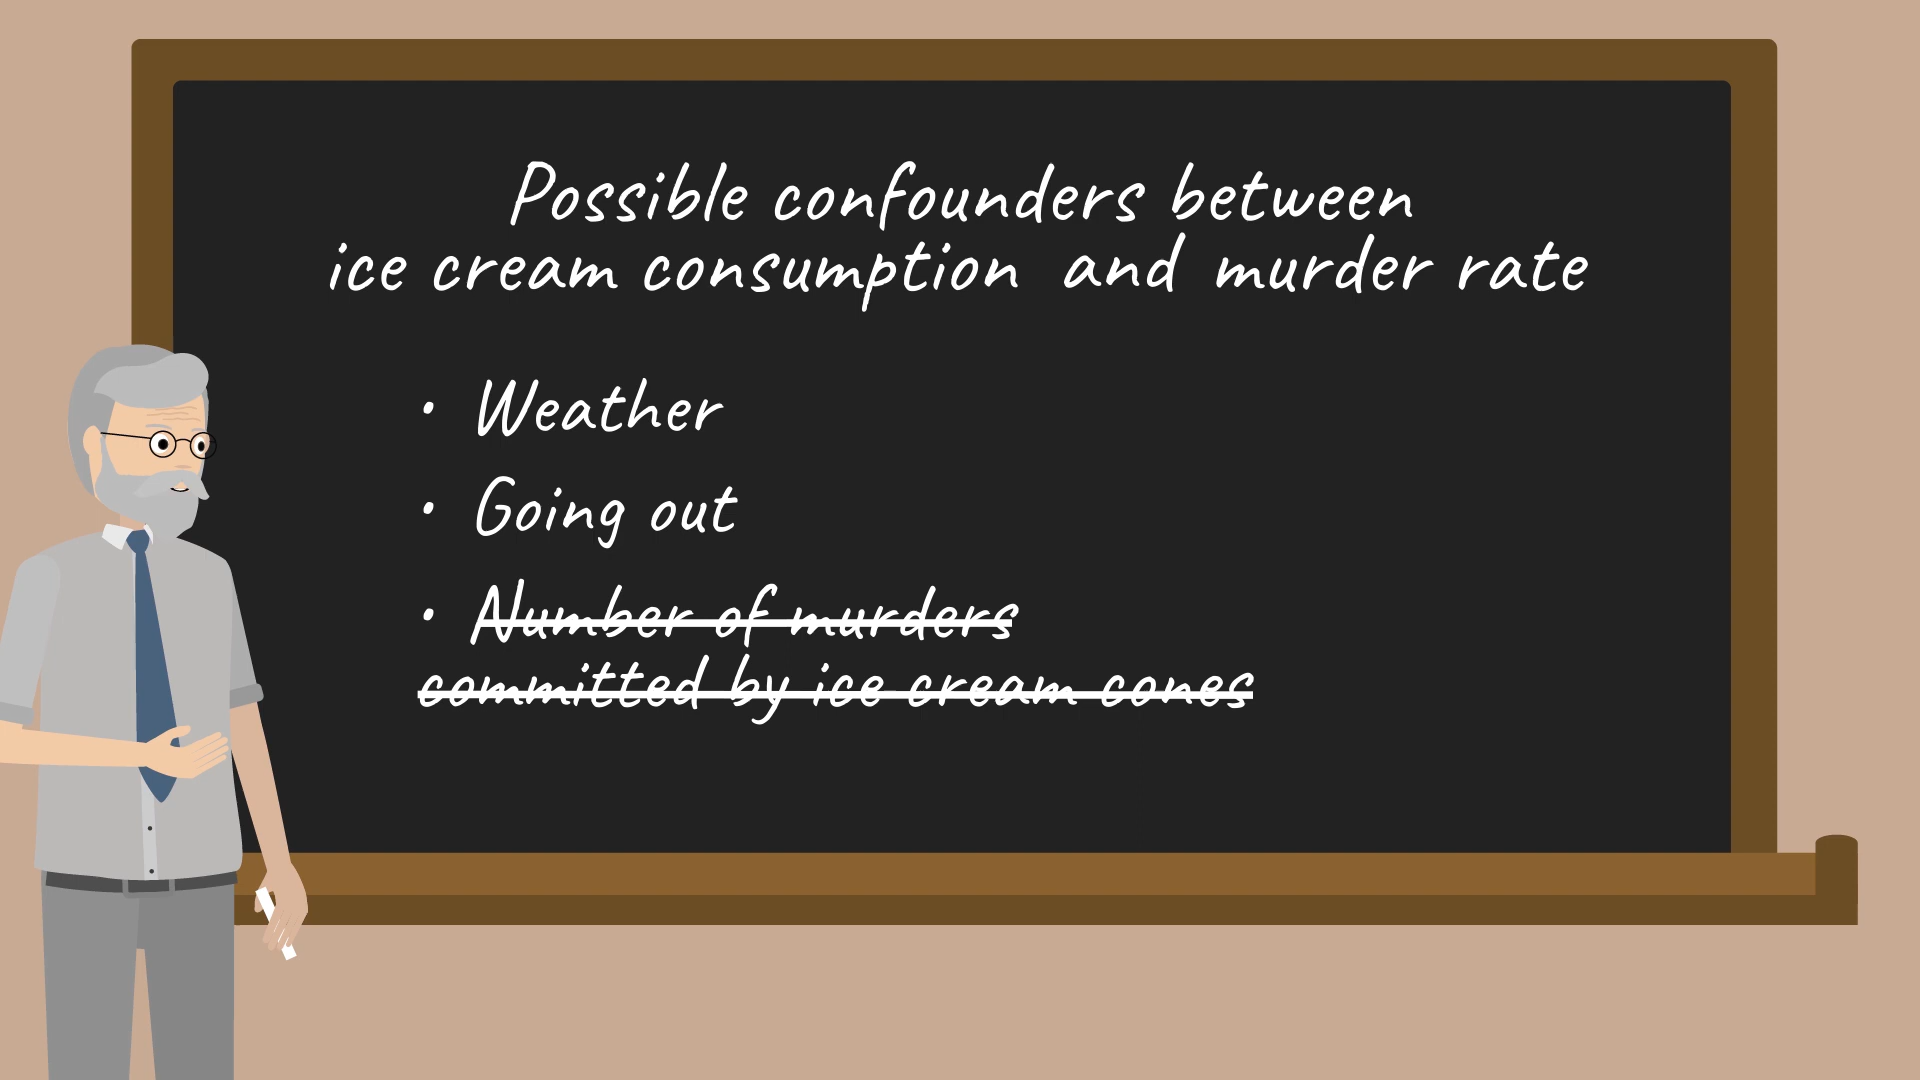 Possible confounders between
ice cream consumption and murder rate
• Weather
• Going out
• Number of murders
committed by ice cream cones